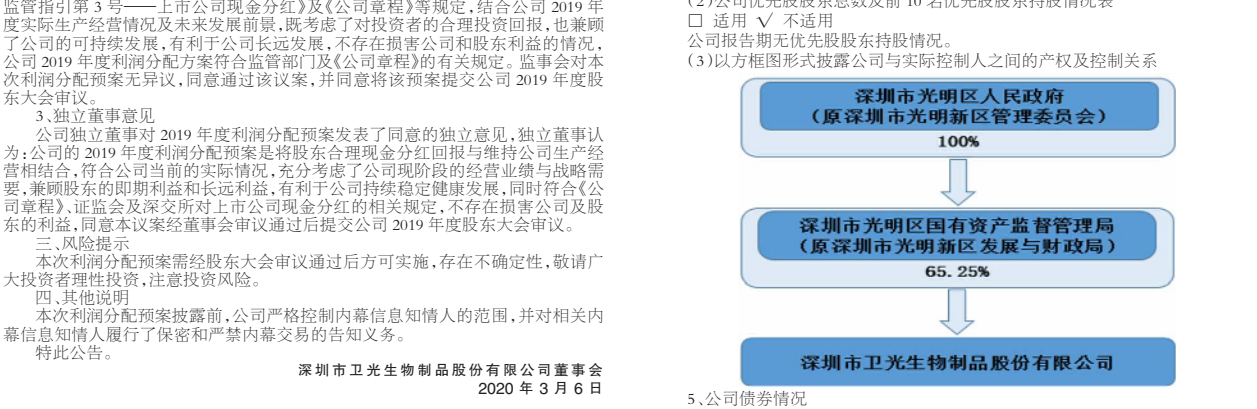 监管指引第 3 号——上市公司现金分红》及《公司章程》等规定,结合公司 2019 年
度实际生产经营情况及未来发展前景,既考虑了对投资者的合理投资回报,也兼顾
了公司的可持续发展,有利于公司长远发展,不存在损害公司和股东利益的情况,
公司 2019 年度利润分配方案符合监管部门及《公司章程》的有关规定。监事会对本
次利润分配预案无异议,同意通过该议案,并同意将该预案提交公司 2019 年度股
东大会审议。
3、独立董事意见
公司独立董事对 2019 年度利润分配预案发表了同意的独立意见,独立董事认
为:公司的 2019 年度利润分配预案是将股东合理现金分红回报与维持公司生产经
营相结合,符合公司当前的实际情况,充分考虑了公司现阶段的经营业绩与战略需
要,兼顾股东的即期利益和长远利益,有利于公司持续稳定健康发展,同时符合《公
司章程》、证监会及深交所对上市公司现金分红的相关规定,不存在损害公司及股
东的利益,同意本议案经董事会审议通过后提交公司 2019 年度股东大会审议。
三、风险提示
本次利润分配预案需经股东大会审议通过后方可实施,存在不确定性,敬请广
大投资者理性投资,注意投资风险。
四、其他说明
本次利润分配预案披露前,公司严格控制内幕信息知情人的范围,并对相关内
幕信息知情人履行了保密和严禁内幕交易的告知义务。
特此公告。
深圳市卫光生物制品股份有限公司董事会
2020 年 3 月 6 日
(2)公司优先股股东总数及前 10 名优先股股东持股情况表
□ 适用 √ 不适用
公司报告期无优先股股东持股情况。
(3)以方框图形式披露公司与实际控制人之间的产权及控制关系
深圳市光明区人民政府
(原深圳市光明新区管理委员会)
100%
深圳市光明区国有资产监督管理局
(原深圳市光明新区发展与财政局)
65.25%
深圳市卫光生物制品股份有限公司
5、公司债券情况